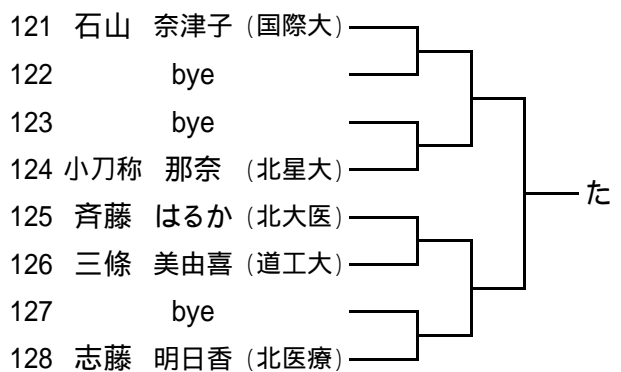 121 石山 奈津子 (国際大)
122 bye
123 bye
124 小刀称 那奈 (北星大)
た
125 斉藤 はるか (北大医)
126 三條 美由喜 (道工大)
127 bye
128 志藤 明日香 (北医療)